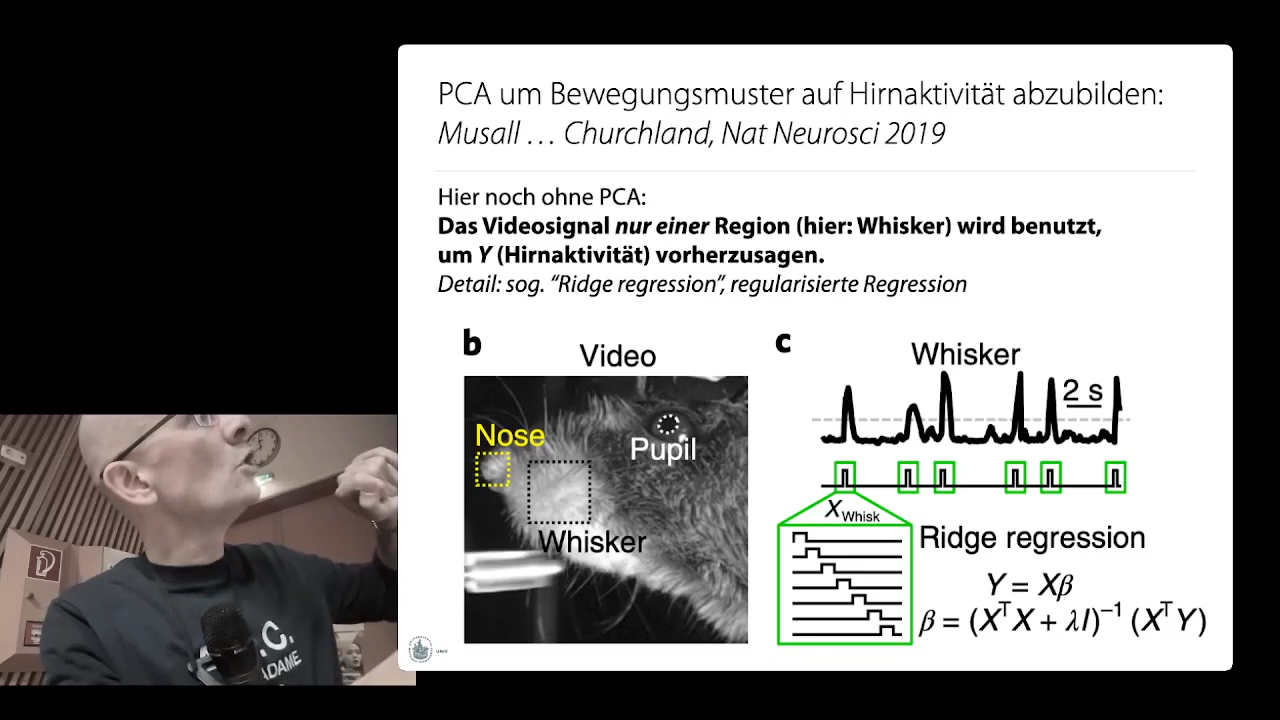 PCA um Bewegungsmuster auf Hirnaktivität abzubilden:
Musall … Churchland, Nat Neurosci 2019
Hier noch ohne PCA:
Das Videosignal nur einer Region (hier: Whisker) wird benutzt,
um Y (Hirnaktivität) vorherzusagen.
Detail: sog. “Ridge regression”, regularisierte Regression
b
Video
Nose
Pupil
Whisker
c
Whisker
2 s
X_Whisk
Ridge regression
Y = Xβ
β = (XᵀX + λI)⁻¹ (XᵀY)
.C.
ADAME